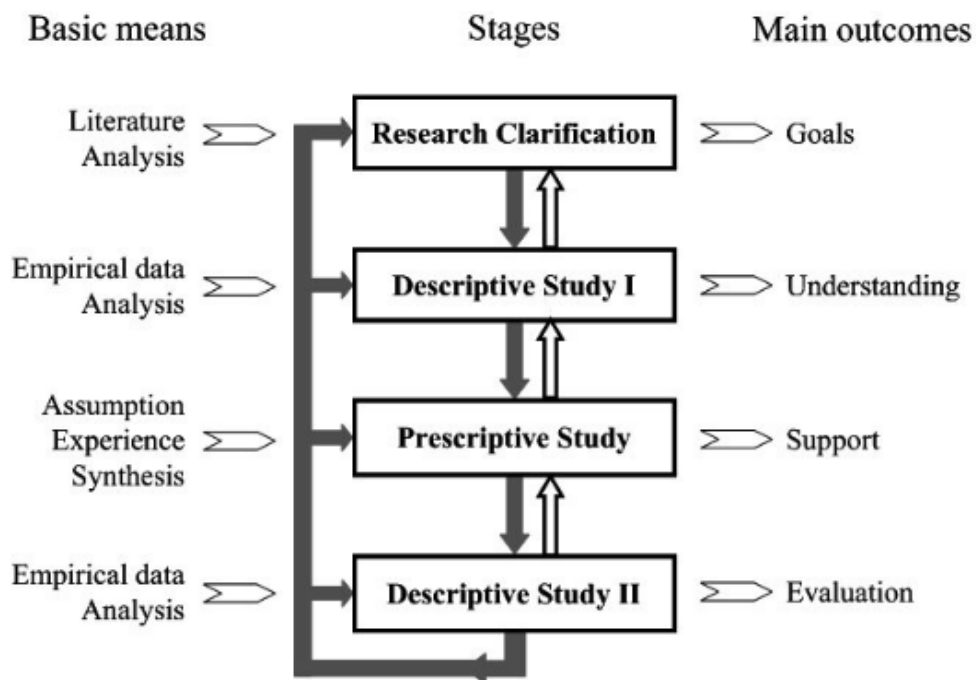 Basic means
Stages
Main outcomes
Literature
Analysis
Research Clarification
Goals
Empirical data
Analysis
Descriptive Study I
Understanding
Assumption
Experience
Synthesis
Prescriptive Study
Support
Empirical data
Analysis
Descriptive Study II
Evaluation